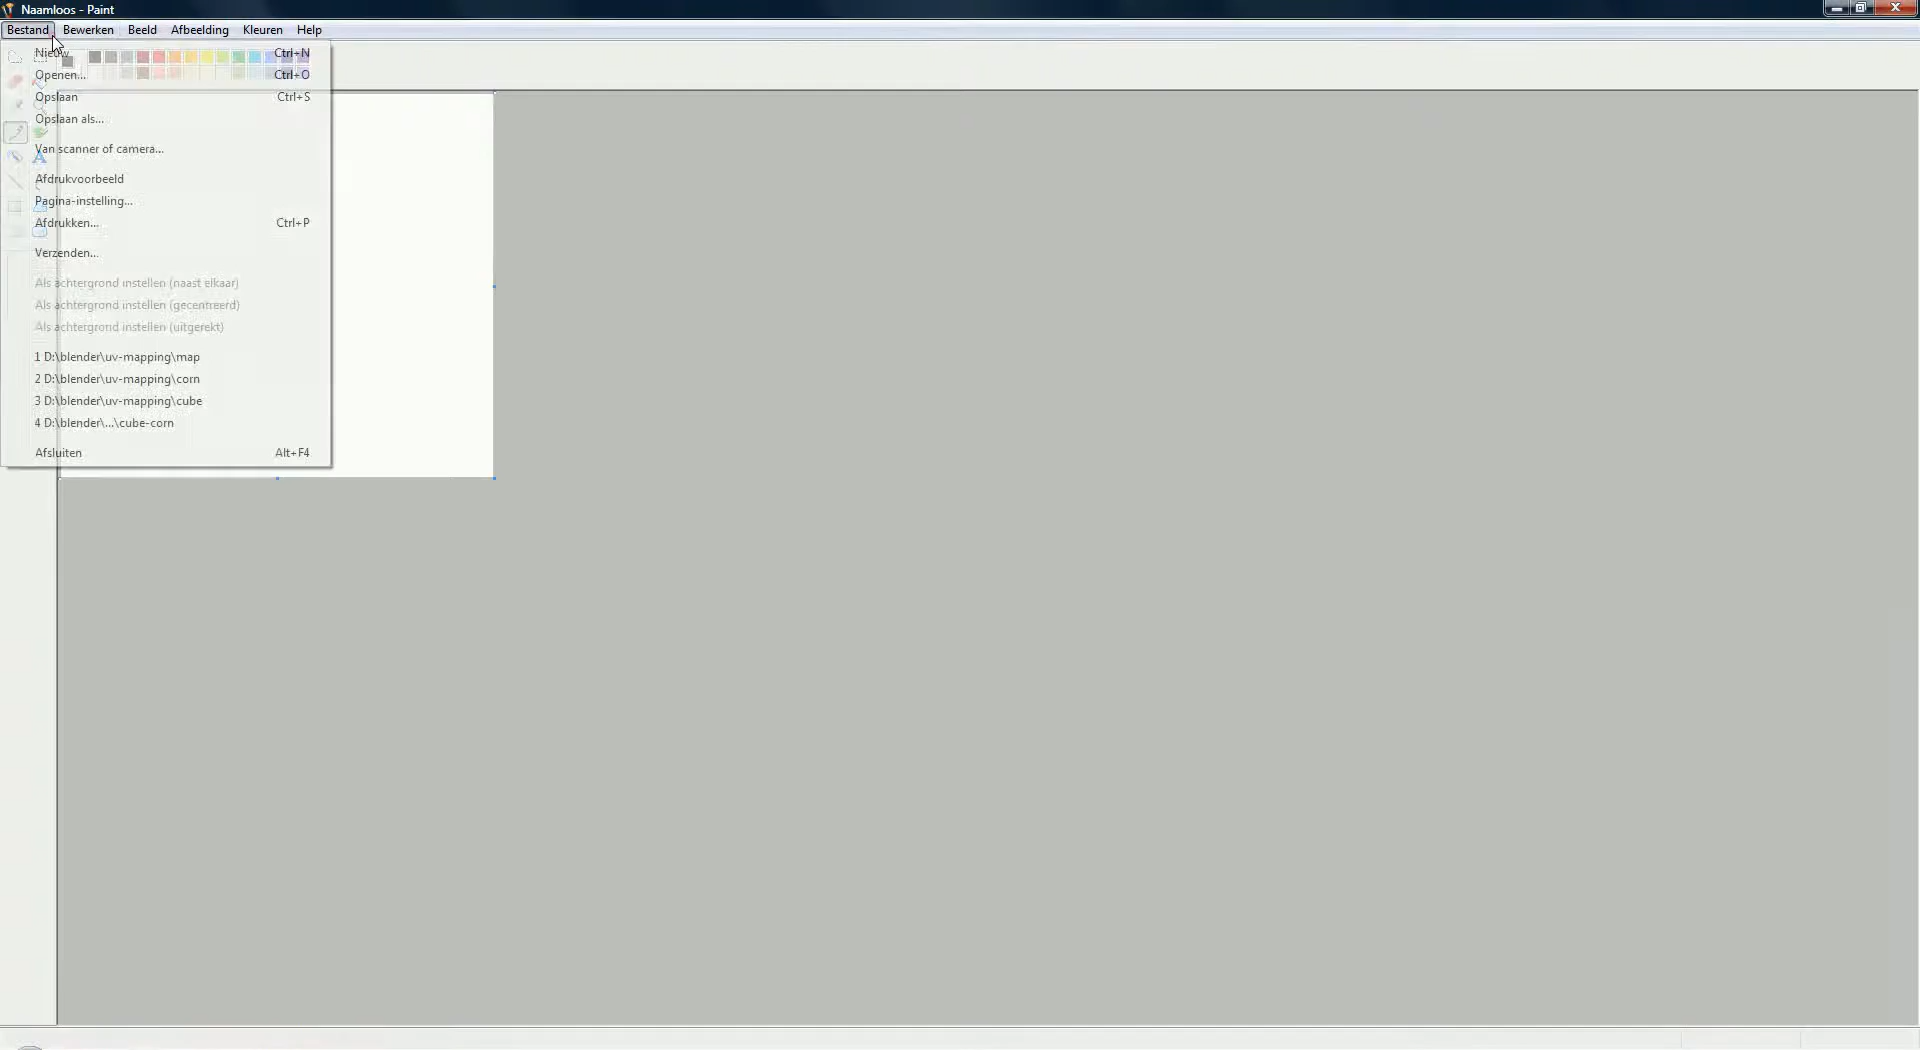 Naamloos - Paint
Bestand Bewerken Beeld Afbeelding Kleuren Help
Nieuw Ctrl+N
Openen... Ctrl+O
Opslaan Ctrl+S
Opslaan als...
Van scanner of camera...
Afdrukvoorbeeld
Pagina-instelling...
Afdrukken... Ctrl+P
Verzenden...
Als achtergrond instellen (naast elkaar)
Als achtergrond instellen (gecentreerd)
Als achtergrond instellen (uitgerekt)
1 D:\blender\uv-mapping\map
2 D:\blender\uv-mapping\corn
3 D:\blender\uv-mapping\cube
4 D:\blender\...\cube-corn
Afsluiten Alt+F4